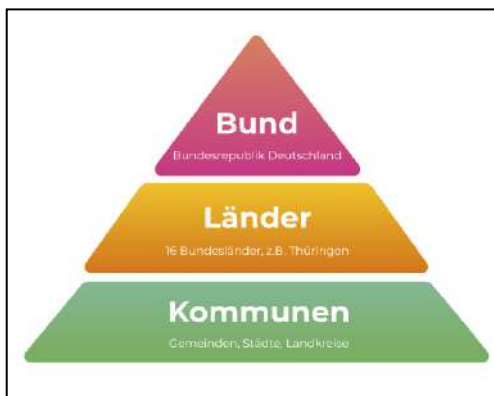 Bund
Bundesrepublik Deutschland
Länder
16 Bundesländer, z.B. Thüringen
Kommunen
Gemeinden, Städte, Landkreise